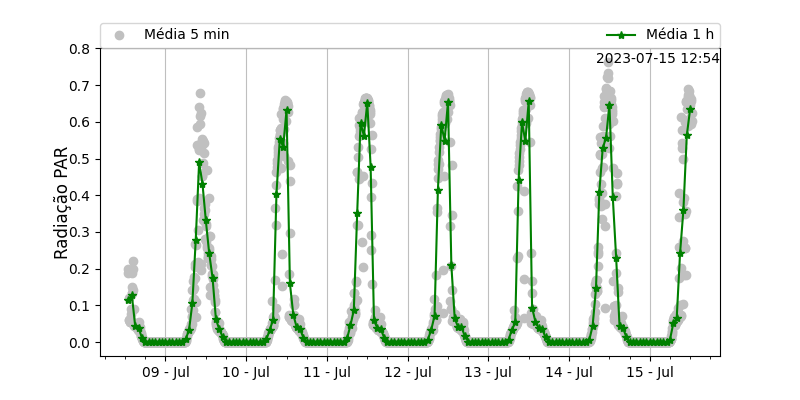 Média 5 min
Média 1 h
2023-07-15 12:54
Radiação PAR
0.8
0.7
0.6
0.5
0.4
0.3
0.2
0.1
0.0
09 - Jul
10 - Jul
11 - Jul
12 - Jul
13 - Jul
14 - Jul
15 - Jul